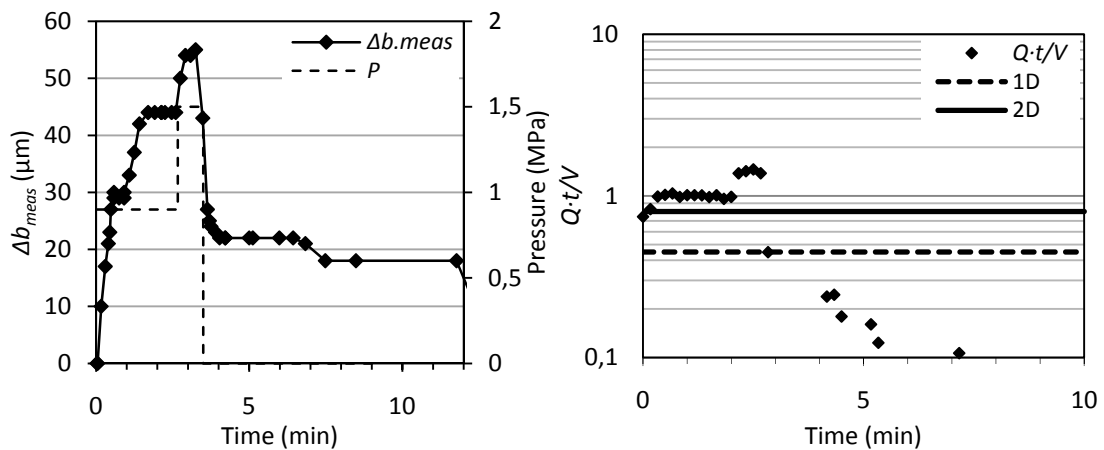 60
50
40
30
20
10
0
Δb_meas (µm)
Δb.meas
P
2
1,5
1
0,5
0
Pressure (MPa)
0 5 10
Time (min)
10
1
0,1
Q·t/V
Q·t/V
1D
2D
0 5 10
Time (min)